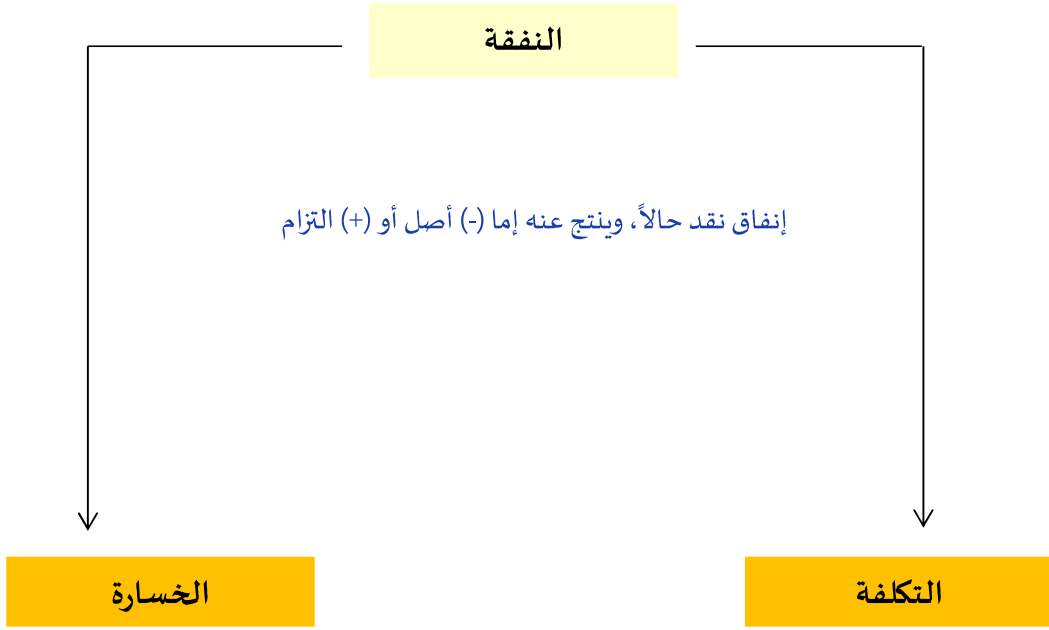 النفقة
إنفاق نقد حالاً، وينتج عنه إما (-) أصل أو (+) التزام
التكلفة
الخسارة